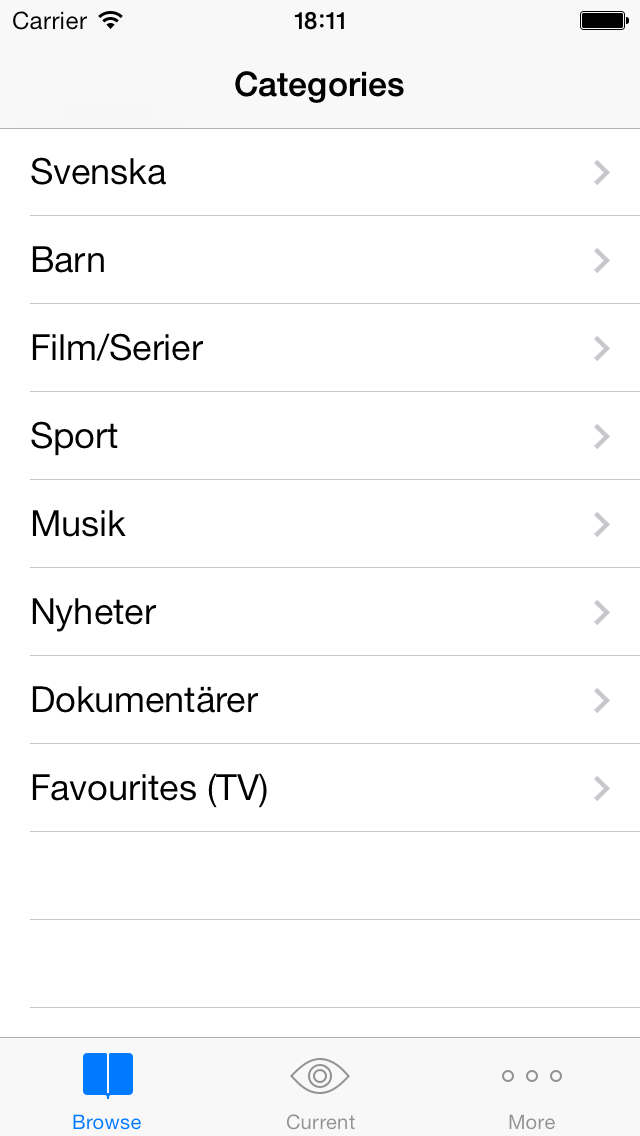 Carrier 18:11
Categories
Svenska
Barn
Film/Serier
Sport
Musik
Nyheter
Dokumentärer
Favourites (TV)
Browse Current More